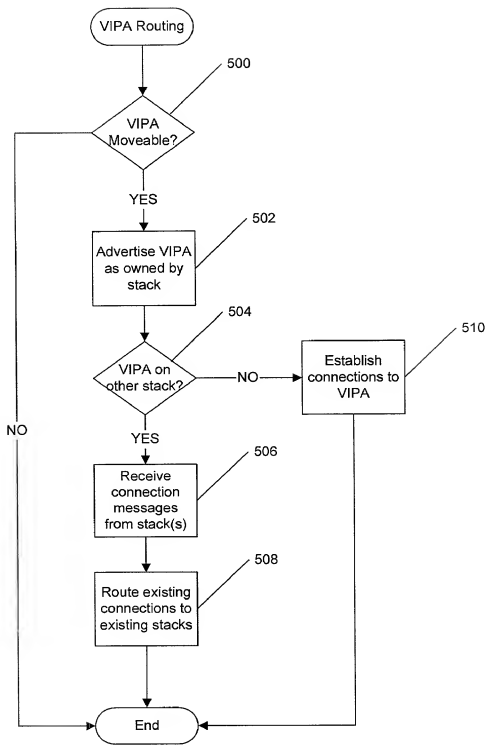 VIPA Routing
500
VIPA
Moveable?
YES
502
Advertise VIPA
as owned by
stack
504
VIPA on
other stack?
NO
510
Establish
connections to
VIPA
NO
YES
506
Receive
connection
messages
from stack(s)
508
Route existing
connections to
existing stacks
End